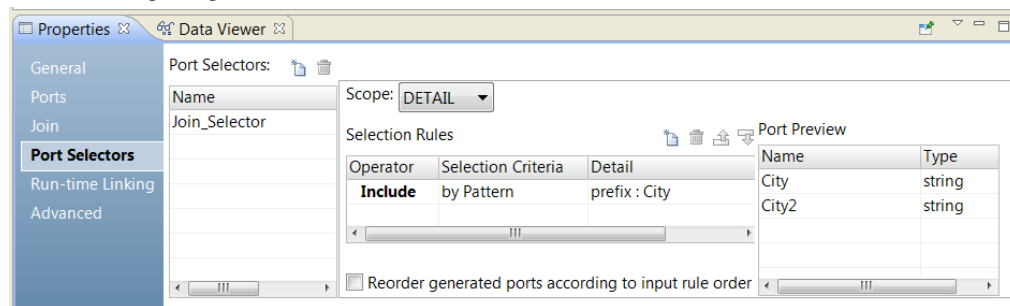 Properties Data Viewer
General
Ports
Join
Port Selectors
Run-time Linking
Advanced
Port Selectors:
Name
Join_Selector
Scope: DETAIL
Selection Rules
Operator Selection Criteria Detail
Include by Pattern prefix : City
Reorder generated ports according to input rule order
Port Preview
Name Type
City string
City2 string